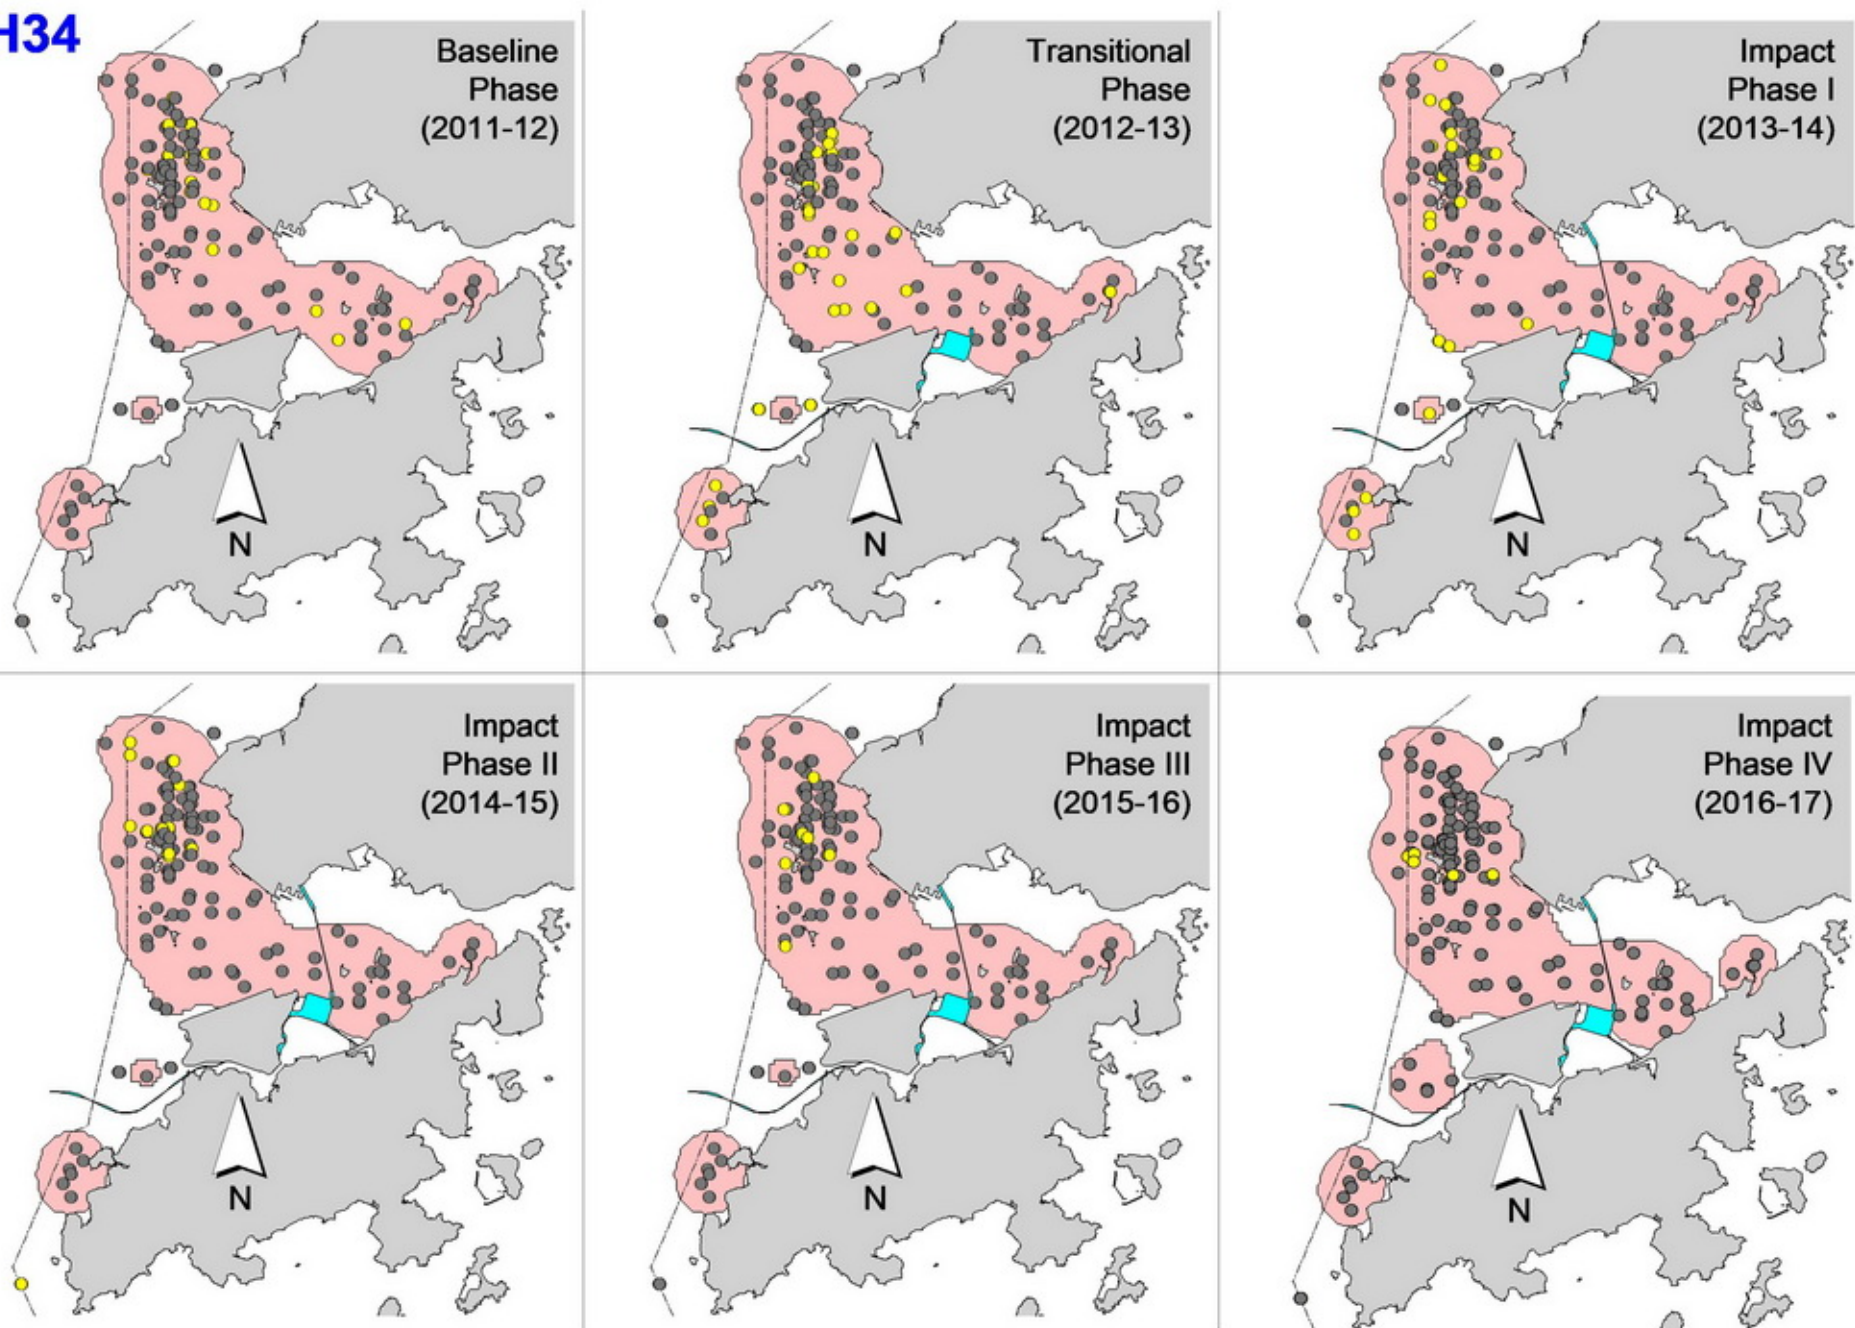 H34
Baseline
Phase
(2011-12)
N
Transitional
Phase
(2012-13)
N
Impact
Phase I
(2013-14)
N
Impact
Phase II
(2014-15)
N
Impact
Phase III
(2015-16)
N
Impact
Phase IV
(2016-17)
N